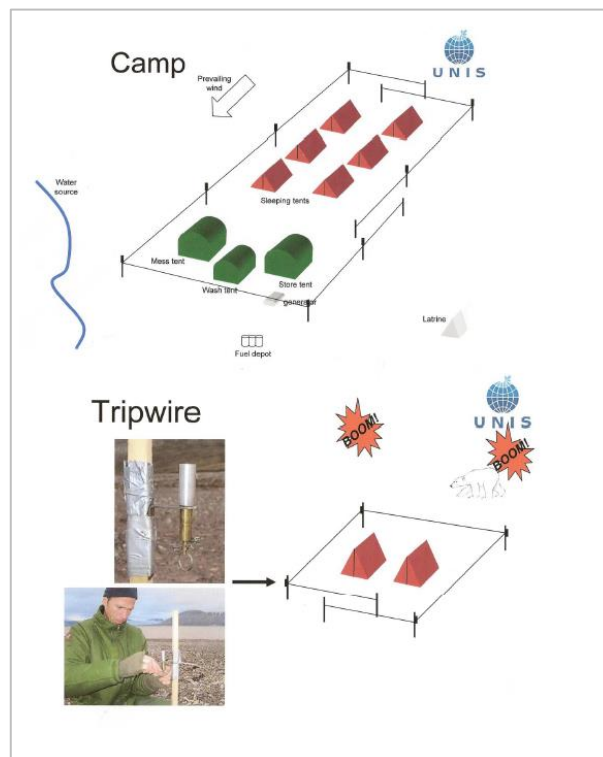 Camp
UNIS
Prevailing
wind
Water
source
Sleeping tents
Mess tent
Wash tent
Store tent
generator
Fuel depot
Latrine
Tripwire
BOOM!
UNIS
BOOM!